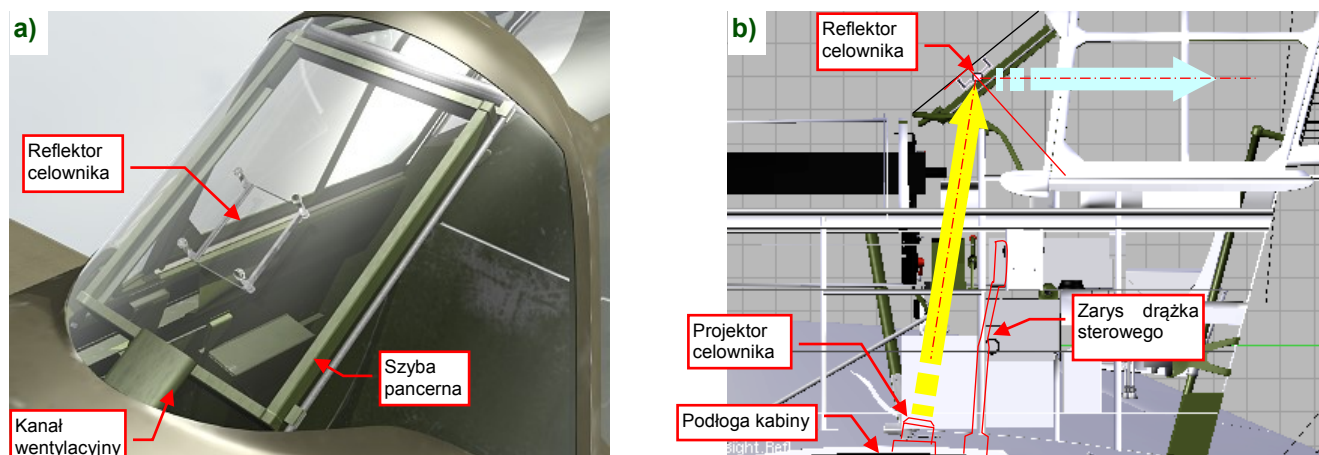 a)
Reflektor
celownika
Szyba
pancerna
Kanał
wentylacyjny
b)
Reflektor
celownika
Zarys drążka
sterowego
Projektor
celownika
Podłoga kabiny